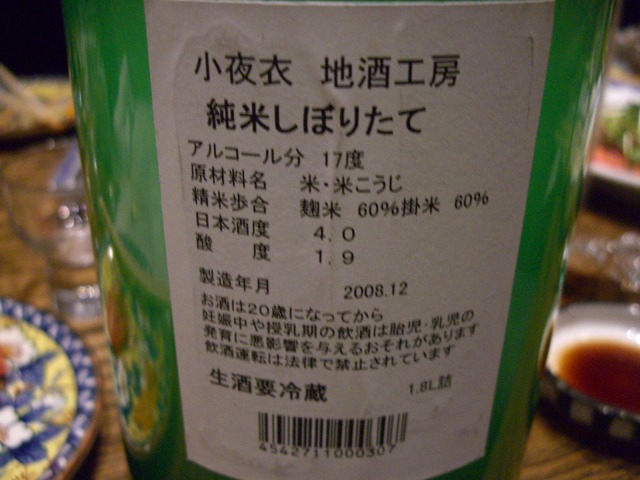 小夜衣 地酒工房
純米しぼりたて
アルコール分 17度
原材料名 米・米こうじ
精米歩合 麹米 60%掛米 60%
日本酒度 4.0
酸 度 1.9
製造年月 2008.12
お酒は20歳になってから
妊娠中や授乳期の飲酒は胎児・乳児の
発育に悪影響を与えるおそれがあります
飲酒運転は法律で禁止されています
生酒要冷蔵 1.8L詰
4542711000307